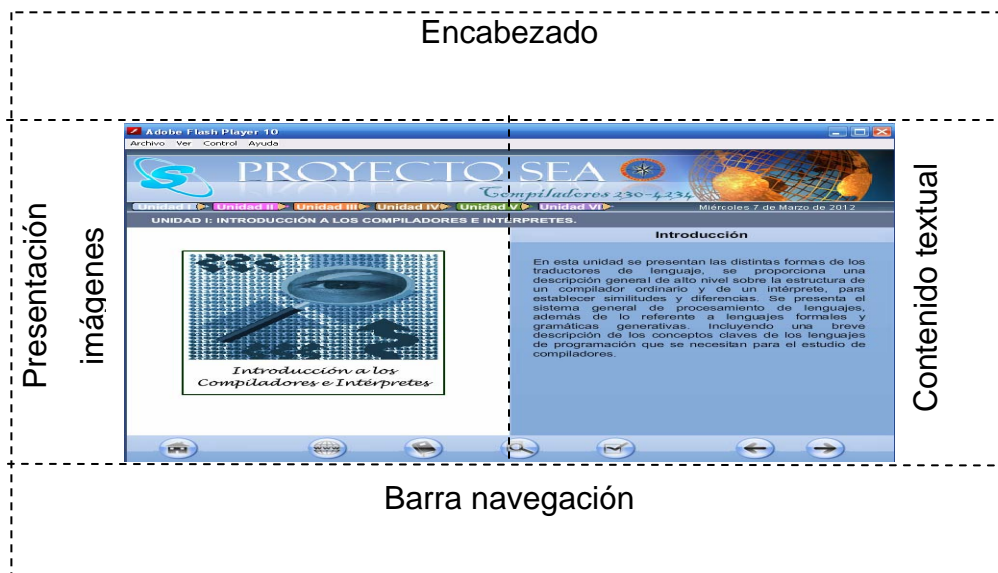 Encabezado
Presentación
imágenes
Adobe Flash Player 10
Archivo Ver Control Ayuda
PROYECTO SEA
Compiladores 230-4234
Unidad I Unidad II Unidad III Unidad IV Unidad V Unidad VI Miércoles 7 de Marzo de 2012
UNIDAD I: INTRODUCCIÓN A LOS COMPILADORES E INTÉRPRETES.
Introducción a los
Compiladores e Intérpretes
Introducción
En esta unidad se presentan las distintas formas de los
traductores de lenguaje, se proporciona una
descripción general de alto nivel sobre la estructura de
un compilador ordinario y de un intérprete, para
establecer similitudes y diferencias. Se presenta el
sistema general de procesamiento de lenguajes,
además de lo referente a lenguajes formales y
gramáticas generativas. Incluyendo una breve
descripción de los conceptos claves de los lenguajes
de programación que se necesitan para el estudio de
compiladores.
www
Contenido textual
Barra navegación